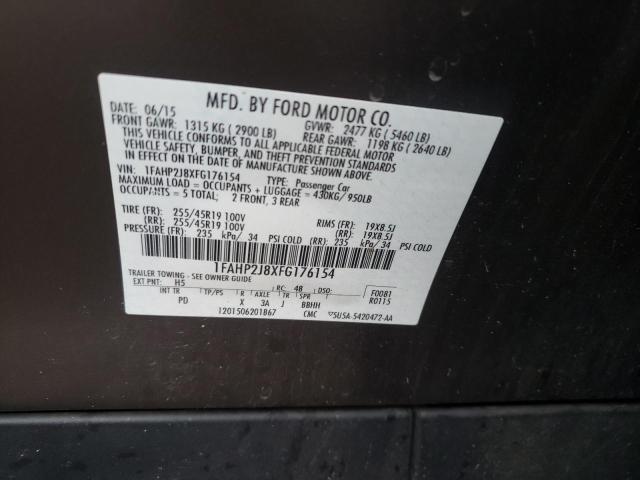 MFD. BY FORD MOTOR CO.
DATE: 06/15 GVWR: 2477 KG ( 5460 LB)
FRONT GAWR: 1315 KG ( 2900 LB) REAR GAWR: 1198 KG ( 2640 LB)
THIS VEHICLE CONFORMS TO ALL APPLICABLE FEDERAL MOTOR
VEHICLE SAFETY, BUMPER, AND THEFT PREVENTION STANDARDS
IN EFFECT ON THE DATE OF MANUFACTURE SHOWN ABOVE.
VIN: 1FAHP2J8XFG176154 TYPE: Passenger Car
MAXIMUM LOAD = OCCUPANTS + LUGGAGE = 430KG/ 950LB
OCCUPANTS = 5 TOTAL; 2 FRONT, 3 REAR
TIRE (FR): 255/45R19 100V RIMS (FR): 19X8.5J
(RR): 255/45R19 100V (RR): 19X8.5J
PRESSURE (FR): 235 kPa/ 34 PSI COLD (RR): 235 kPa/ 34 PSI COLD
1FAHP2J8XFG176154
TRAILER TOWING - SEE OWNER GUIDE
EXT PNT: H5 RC: 48 DSO: F0081
INT TR TP/PS R AXLE TR SPR R0115
PD X 3A J BBHH
1201506201867 CMC 5U5A-5420472-AA